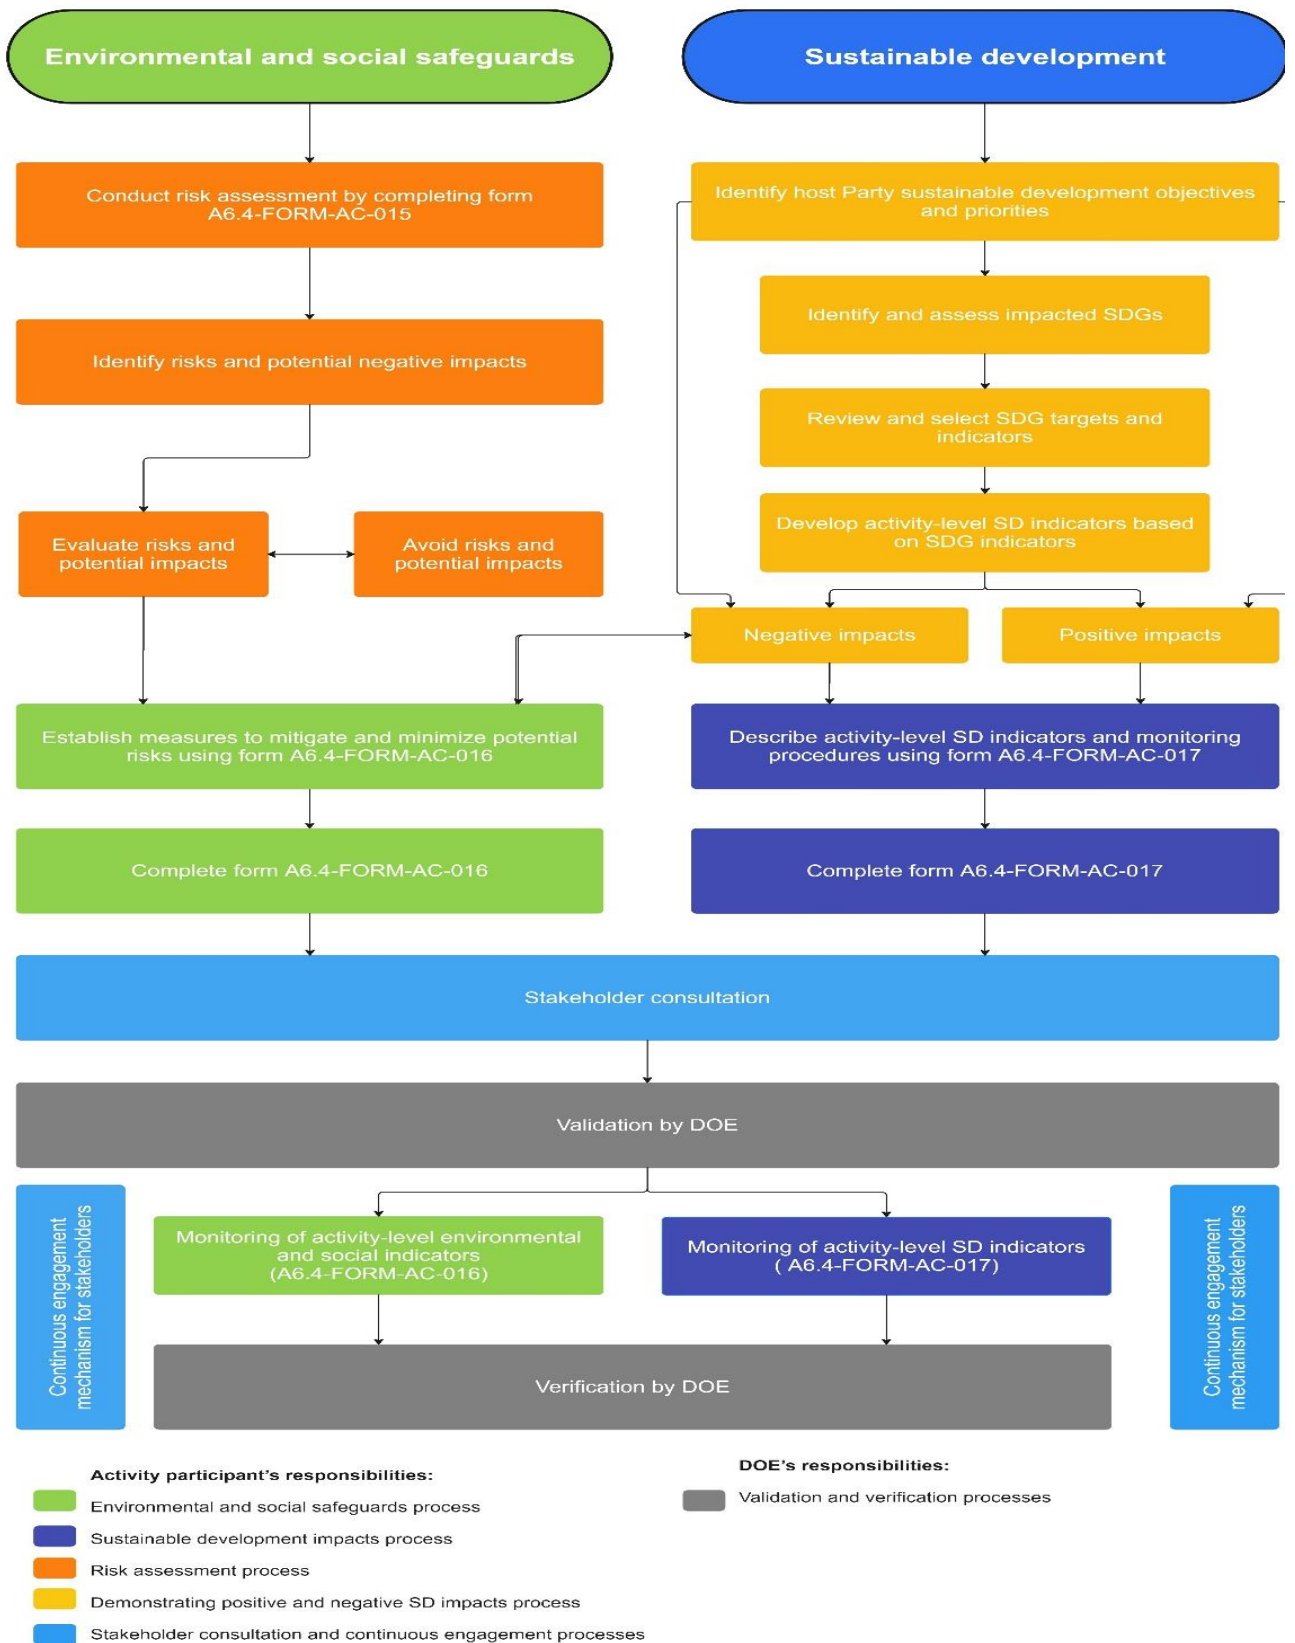 Environmental and social safeguards
Sustainable development
Conduct risk assessment by completing form
A6.4-FORM-AC-015
Identify host Party sustainable development objectives
and priorities
Identify and assess impacted SDGs
Identify risks and potential negative impacts
Review and select SDG targets and
indicators
Develop activity-level SD indicators based
on SDG indicators
Evaluate risks and
potential impacts
Avoid risks and
potential impacts
Negative impacts
Positive impacts
Establish measures to mitigate and minimize potential
risks using form A6.4-FORM-AC-016
Describe activity-level SD indicators and monitoring
procedures using form A6.4-FORM-AC-017
Complete form A6.4-FORM-AC-016
Complete form A6.4-FORM-AC-017
Stakeholder consultation
Validation by DOE
Continuous engagement
mechanism for stakeholders
Monitoring of activity-level environmental
and social indicators
(A6.4-FORM-AC-016)
Monitoring of activity-level SD indicators
( A6.4-FORM-AC-017)
Continuous engagement
mechanism for stakeholders
Verification by DOE
Activity participant’s responsibilities:
Environmental and social safeguards process
Sustainable development impacts process
Risk assessment process
Demonstrating positive and negative SD impacts process
Stakeholder consultation and continuous engagement processes
DOE’s responsibilities:
Validation and verification processes